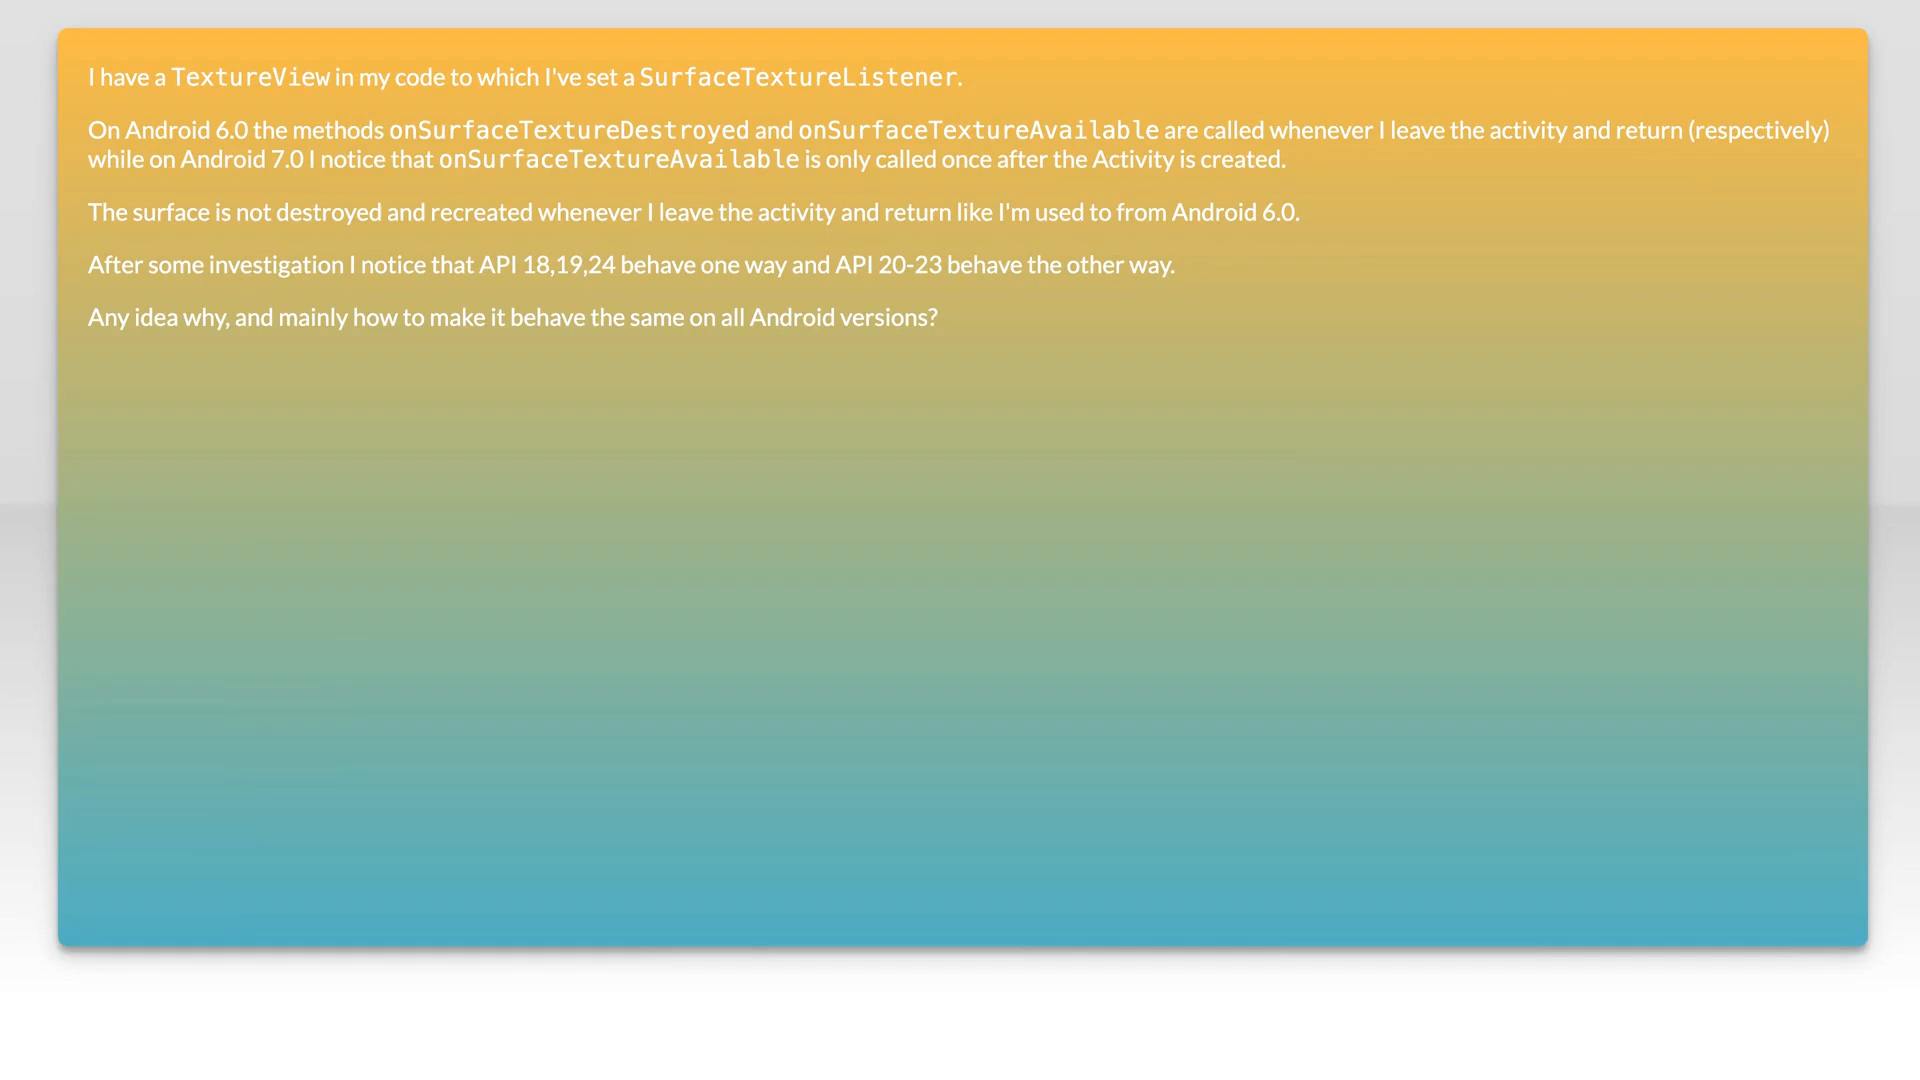 I have a TextureView in my code to which I've set a SurfaceTextureListener.
On Android 6.0 the methods onSurfaceTextureDestroyed and onSurfaceTextureAvailable are called whenever I leave the activity and return (respectively)
while on Android 7.0 I notice that onSurfaceTextureAvailable is only called once after the Activity is created.
The surface is not destroyed and recreated whenever I leave the activity and return like I'm used to from Android 6.0.
After some investigation I notice that API 18,19,24 behave one way and API 20-23 behave the other way.
Any idea why, and mainly how to make it behave the same on all Android versions?